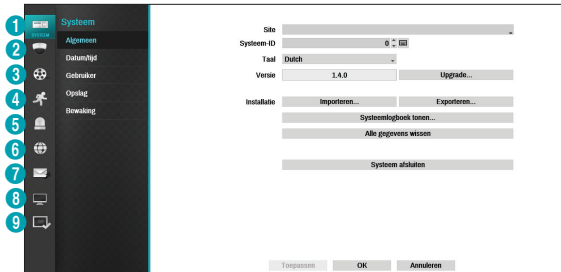 1
SYSTEEM
2
3
4
5
6
7
8
9
Systeem
Algemeen
Datum/tijd
Gebruiker
Opslag
Bewaking
Site
Systeem-ID 0
Taal Dutch
Versie 1.4.0 Upgrade...
Installatie Importeren... Exporteren...
Systeemlogboek tonen...
Alle gegevens wissen
Systeem afsluiten
Toepassen OK Annuleren